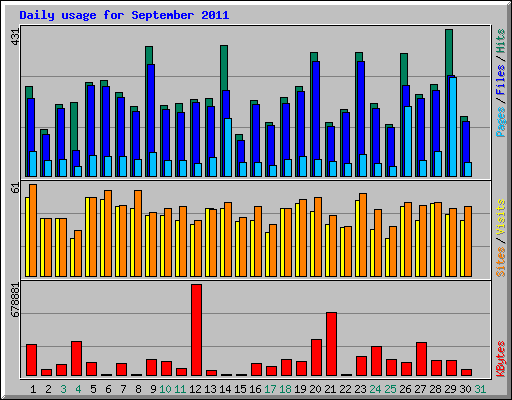 Daily usage for September 2011
431
Pages / Files / Hits
61
Sites / Visits
678881
KBytes
1 2 3 4 5 6 7 8 9 10 11 12 13 14 15 16 17 18 19 20 21 22 23 24 25 26 27 28 29 30 31